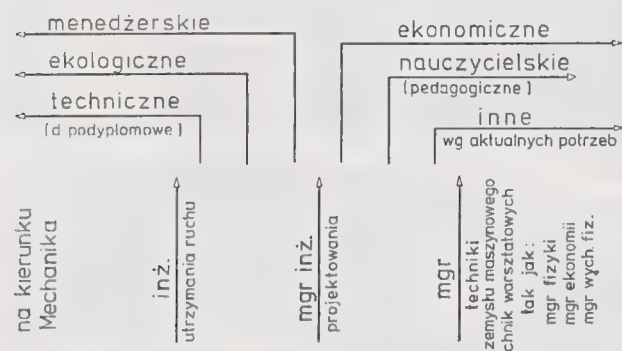 menedżerskie
ekologiczne
techniczne
(d podyplomowe)
ekonomiczne
nauczycielskie
(pedagogiczne)
inne
wg aktualnych potrzeb
na kierunku
Mechanika
inż.
utrzymania ruchu
mgr inż.
projektowania
mgr
techniki
zemysłu maszynowego
chnik warsztatowych
tak jak:
mgr fizyki
mgr ekonomii
mgr wych. fiz.